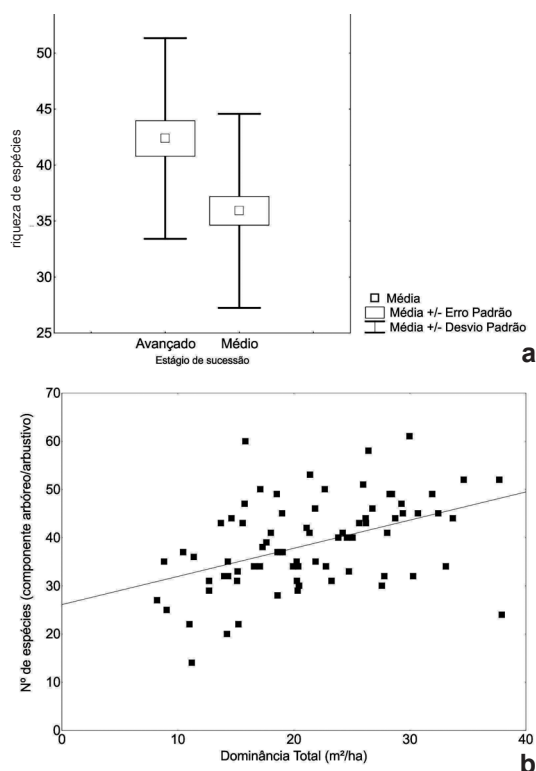 riqueza de espécies
50
45
40
35
30
25
Avançado Médio
Estágio de sucessão
Média
Média +/- Erro Padrão
Média +/- Desvio Padrão
a
Nº de espécies (componente arbóreo/arbustivo)
70
60
50
40
30
20
10
0
0 10 20 30 40
Dominância Total (m²/ha)
b